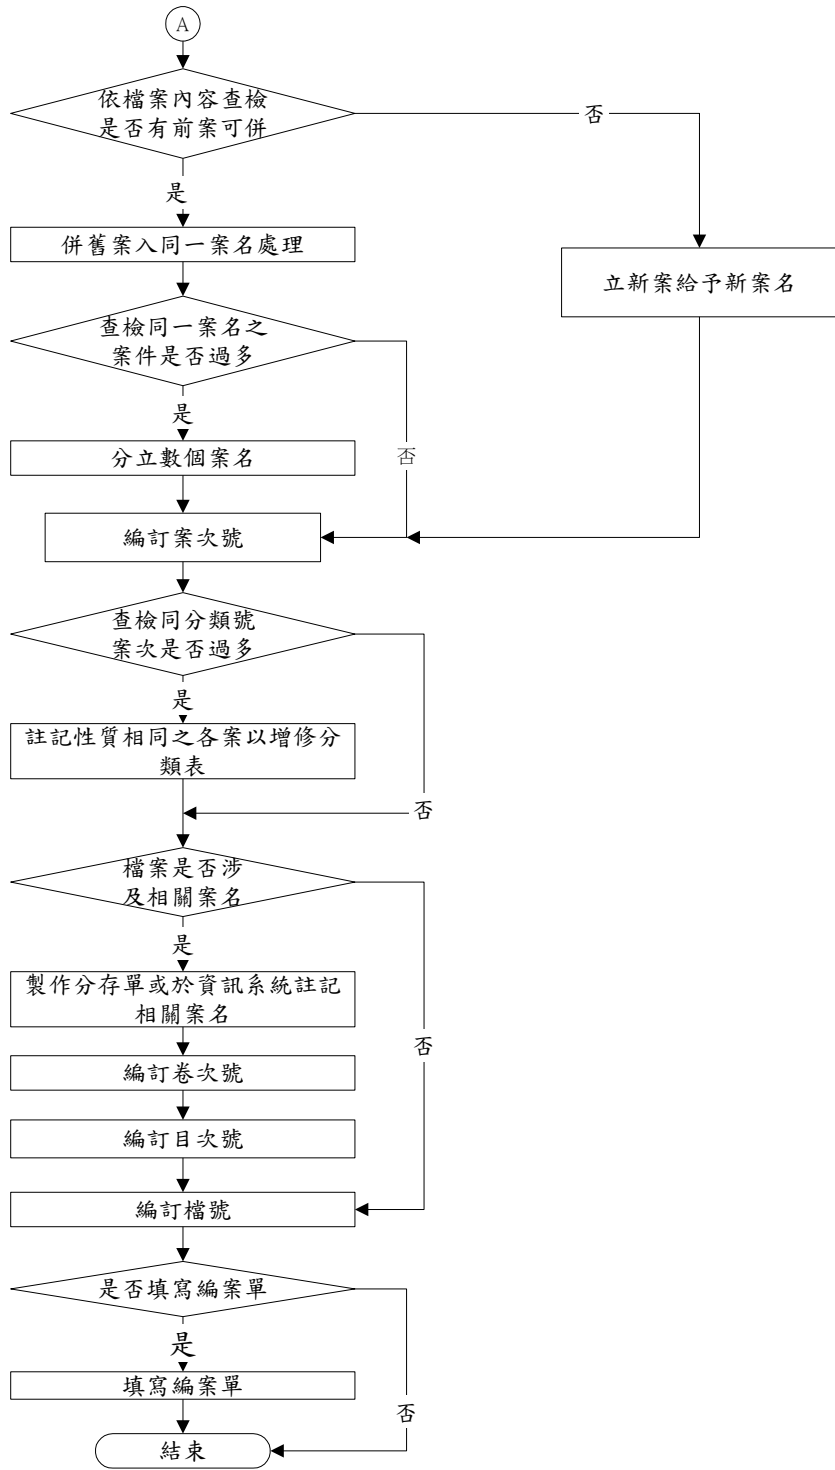 A
依檔案內容查檢
是否有前案可併
否
是
併舊案入同一案名處理
立新案給予新案名
查檢同一案名之
案件是否過多
是
分立數個案名
否
編訂案次號
查檢同分類號
案次是否過多
是
註記性質相同之各案以增修分
類表
否
檔案是否涉
及相關案名
是
製作分存單或於資訊系統註記
相關案名
否
編訂卷次號
編訂目次號
編訂檔號
是否填寫編案單
是
填寫編案單
否
結束